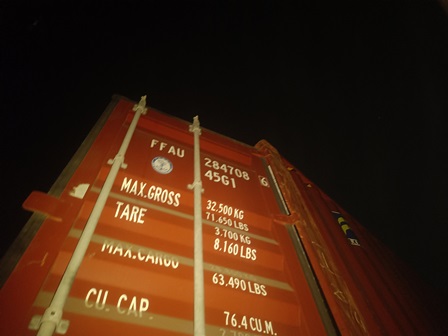 FFAU 284708 6
45G1
MAX.GROSS 32.500 KG
71.650 LBS
TARE 3.700 KG
8,160 LBS
MAX.CARGO
63,490 LBS
CU. CAP. 76.4 CU.M.